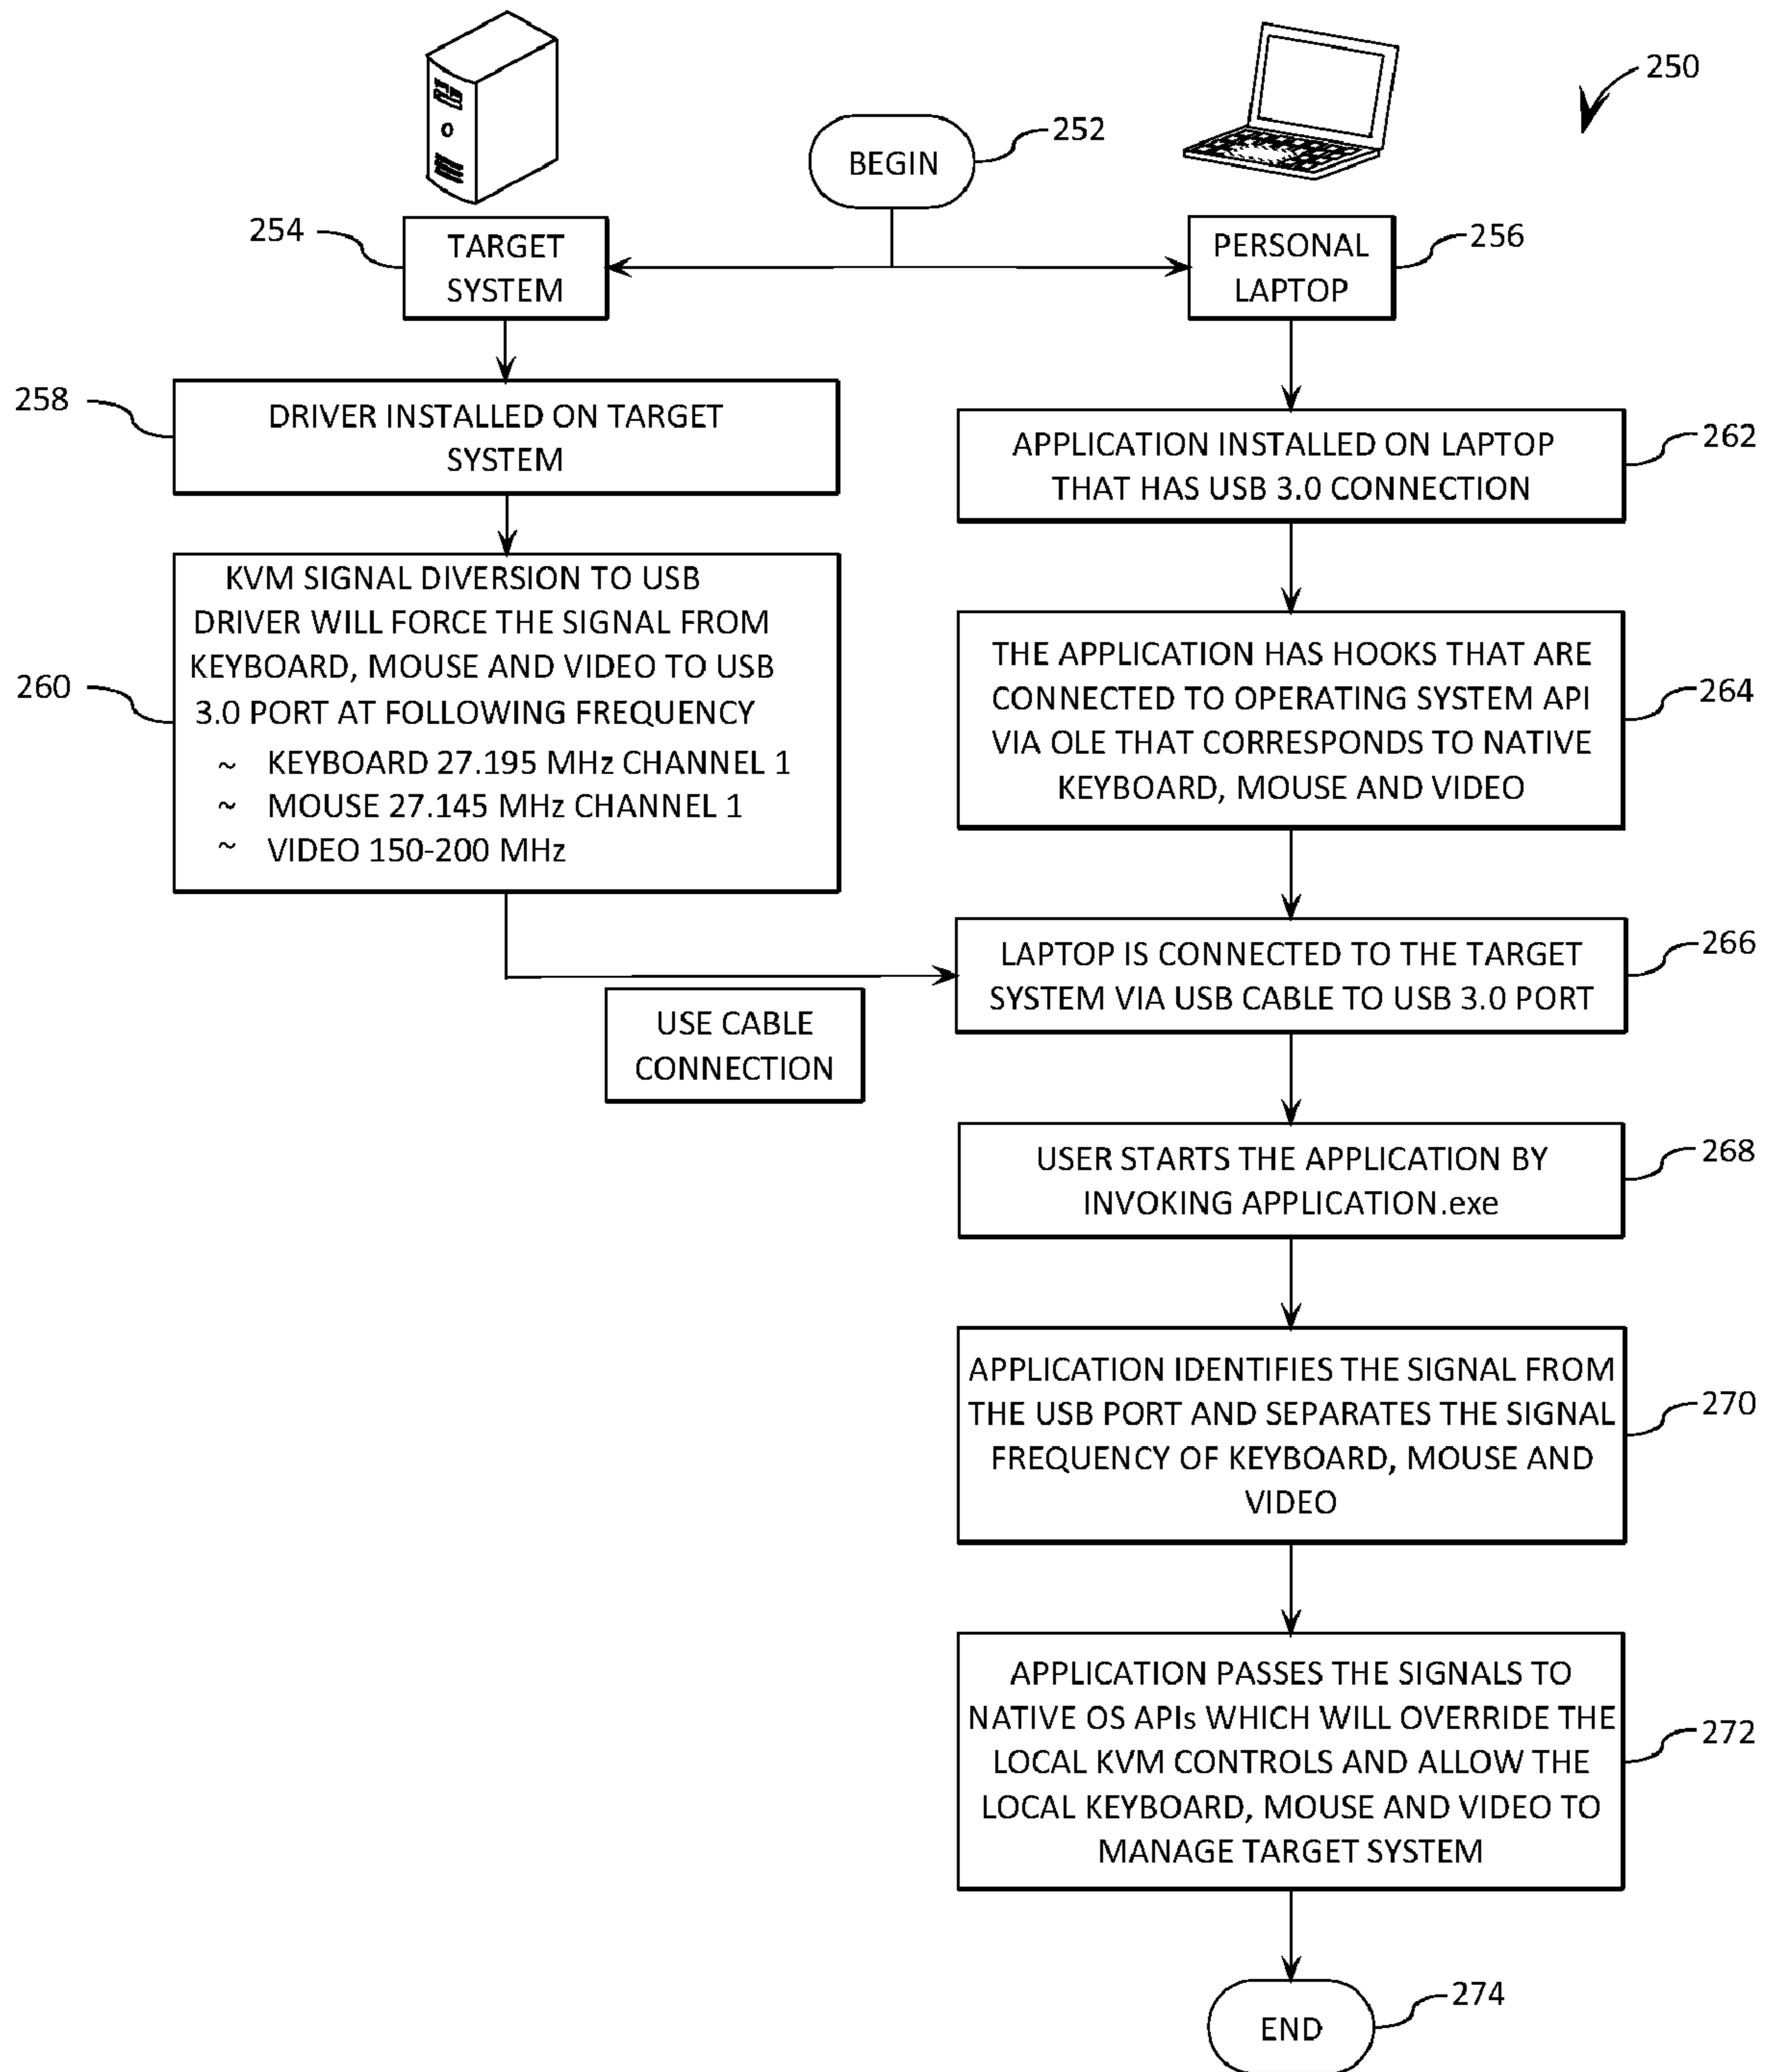 250
252
BEGIN
254
TARGET
SYSTEM
256
PERSONAL
LAPTOP
258
DRIVER INSTALLED ON TARGET
SYSTEM
260
KVM SIGNAL DIVERSION TO USB
DRIVER WILL FORCE THE SIGNAL FROM
KEYBOARD, MOUSE AND VIDEO TO USB
3.0 PORT AT FOLLOWING FREQUENCY
~ KEYBOARD 27.195 MHz CHANNEL 1
~ MOUSE 27.145 MHz CHANNEL 1
~ VIDEO 150-200 MHz
USE CABLE
CONNECTION
262
APPLICATION INSTALLED ON LAPTOP
THAT HAS USB 3.0 CONNECTION
264
THE APPLICATION HAS HOOKS THAT ARE
CONNECTED TO OPERATING SYSTEM API
VIA OLE THAT CORRESPONDS TO NATIVE
KEYBOARD, MOUSE AND VIDEO
266
LAPTOP IS CONNECTED TO THE TARGET
SYSTEM VIA USB CABLE TO USB 3.0 PORT
268
USER STARTS THE APPLICATION BY
INVOKING APPLICATION.exe
270
APPLICATION IDENTIFIES THE SIGNAL FROM
THE USB PORT AND SEPARATES THE SIGNAL
FREQUENCY OF KEYBOARD, MOUSE AND
VIDEO
272
APPLICATION PASSES THE SIGNALS TO
NATIVE OS APIs WHICH WILL OVERRIDE THE
LOCAL KVM CONTROLS AND ALLOW THE
LOCAL KEYBOARD, MOUSE AND VIDEO TO
MANAGE TARGET SYSTEM
274
END